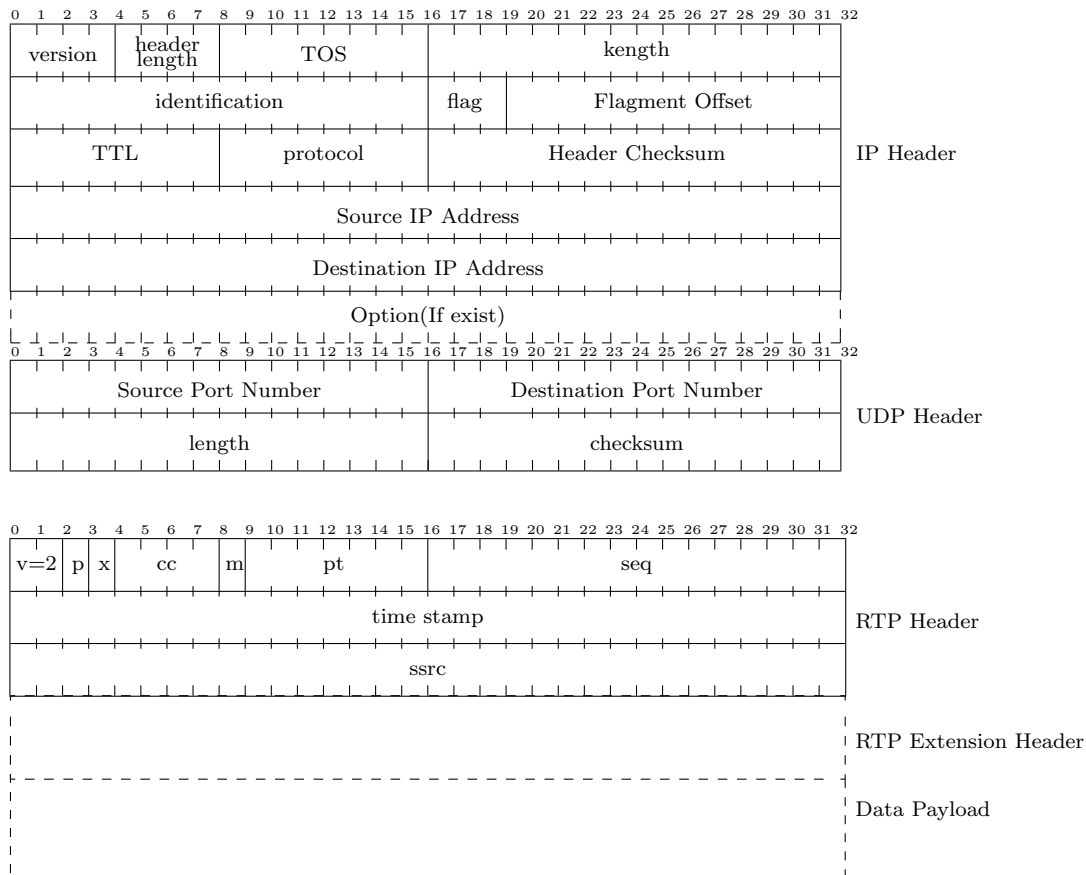 0 1 2 3 4 5 6 7 8 9 10 11 12 13 14 15 16 17 18 19 20 21 22 23 24 25 26 27 28 29 30 31 32
version header length TOS kength
identification flag Flagment Offset
TTL protocol Header Checksum IP Header
Source IP Address
Destination IP Address
Option(If exist)
0 1 2 3 4 5 6 7 8 9 10 11 12 13 14 15 16 17 18 19 20 21 22 23 24 25 26 27 28 29 30 31 32
Source Port Number Destination Port Number
UDP Header
length checksum
0 1 2 3 4 5 6 7 8 9 10 11 12 13 14 15 16 17 18 19 20 21 22 23 24 25 26 27 28 29 30 31 32
v=2 p x cc m pt seq
time stamp RTP Header
ssrc
RTP Extension Header
Data Payload